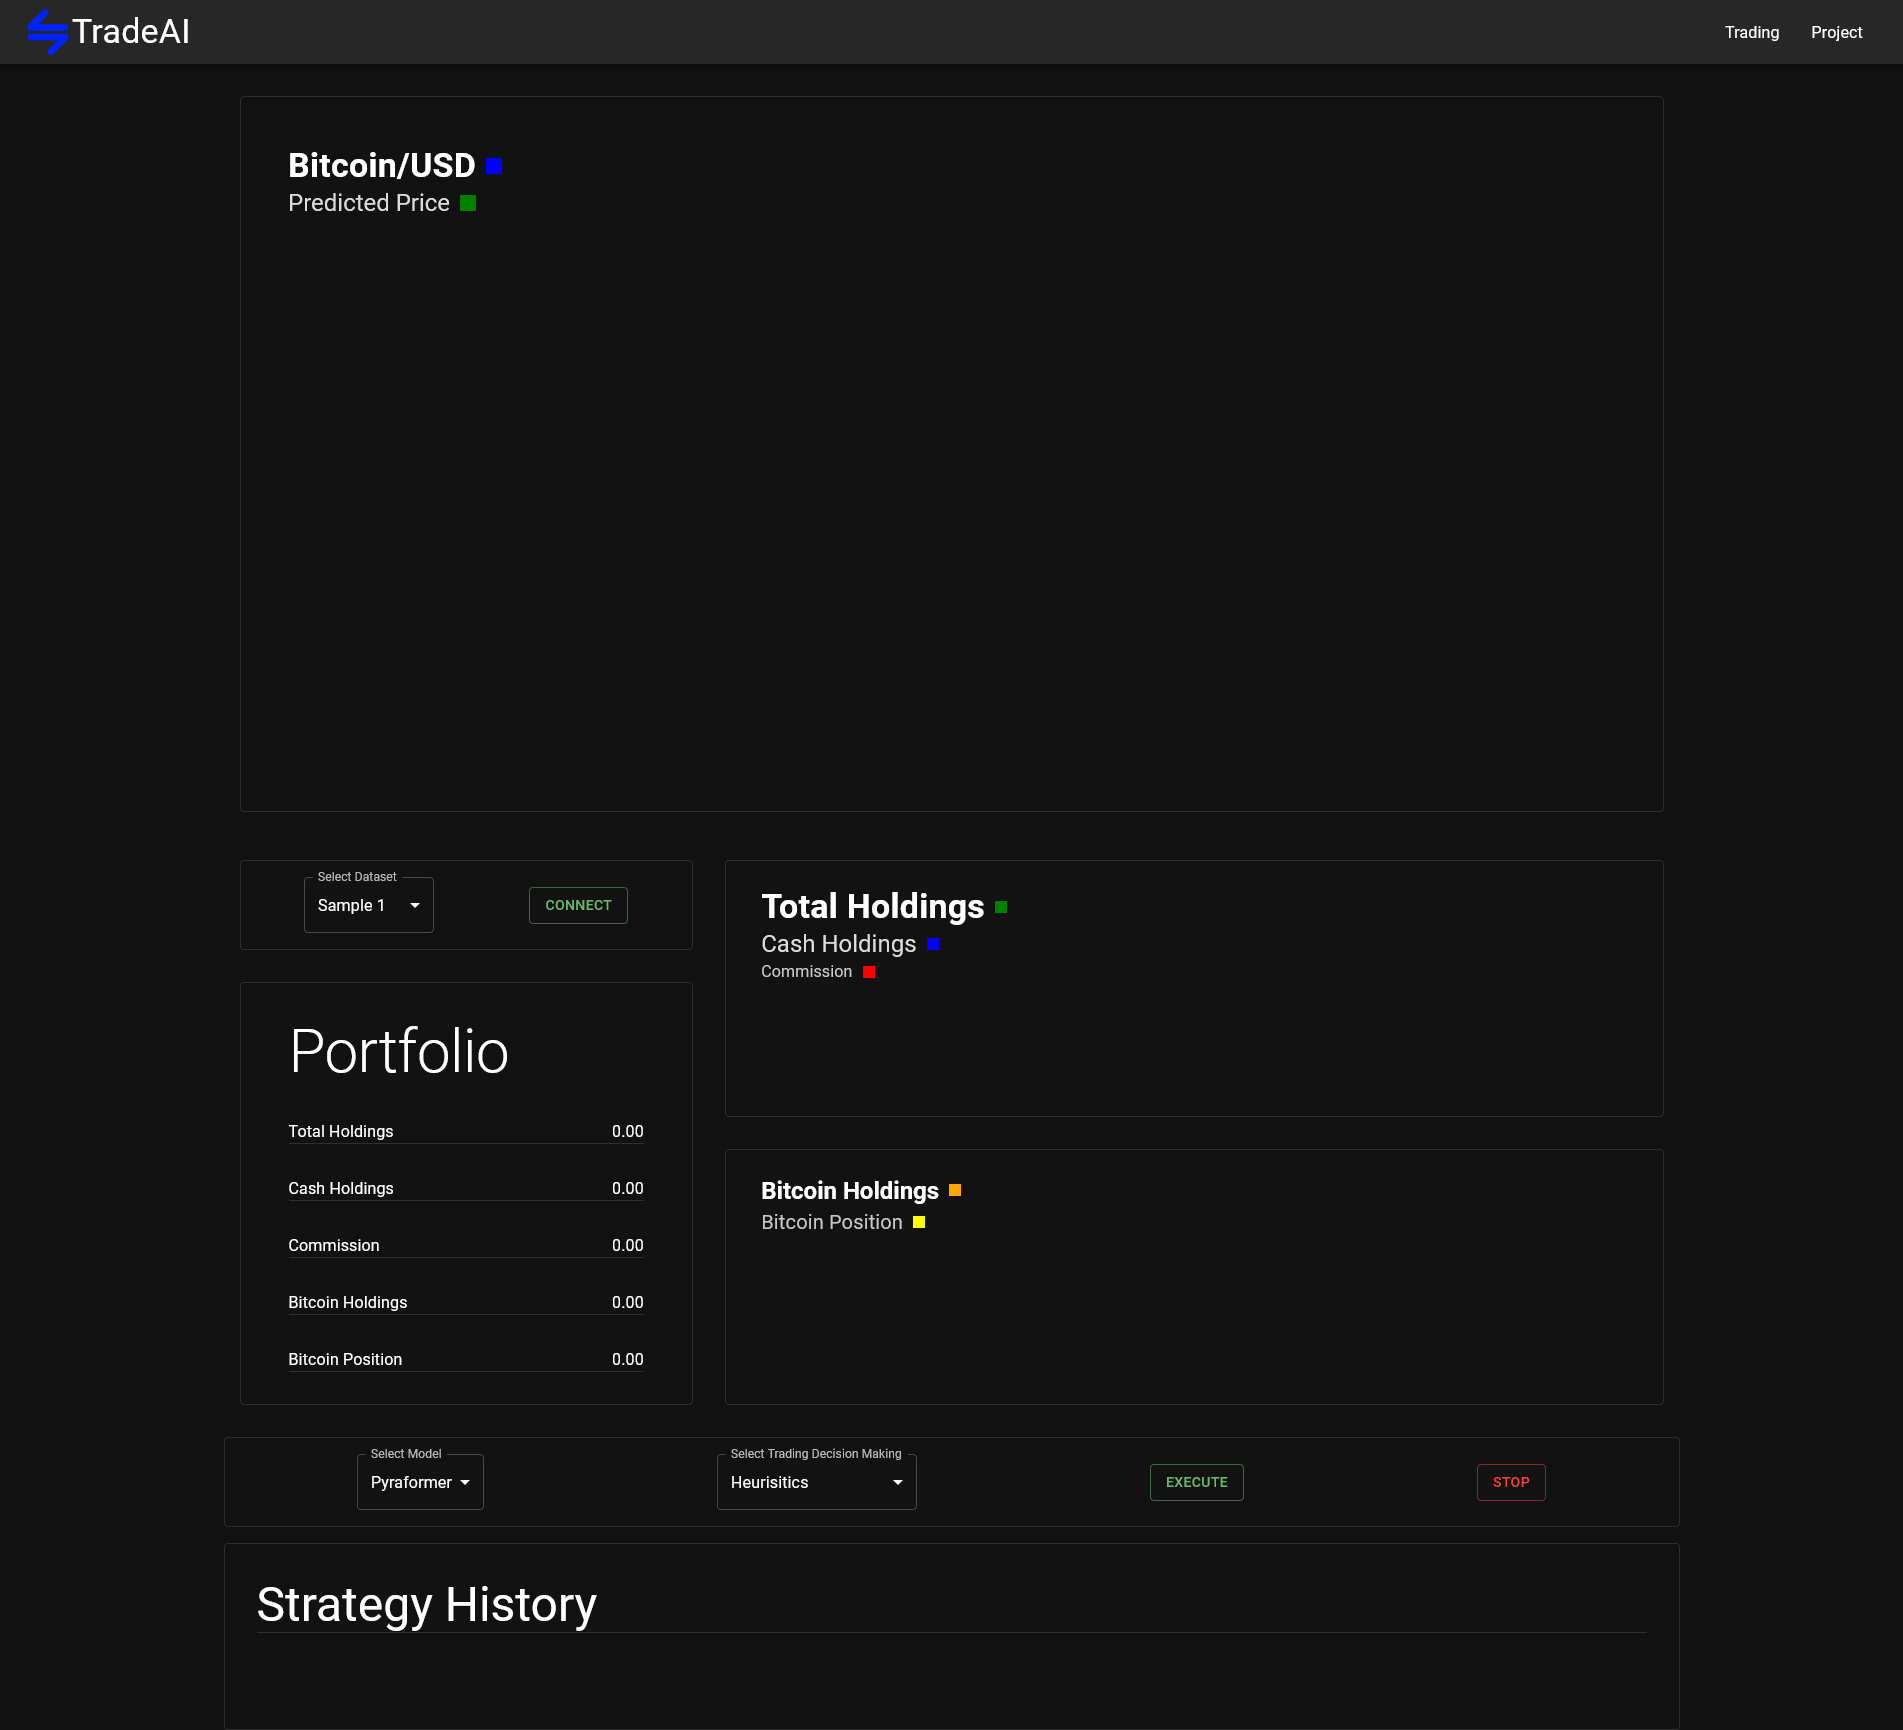 TradeAI
Trading
Project
Bitcoin/USD
Predicted Price
Select Dataset
Sample 1
CONNECT
Total Holdings
Cash Holdings
Commission
Portfolio
Total Holdings 0.00
Cash Holdings 0.00
Commission 0.00
Bitcoin Holdings 0.00
Bitcoin Position 0.00
Bitcoin Holdings
Bitcoin Position
Select Model
Pyraformer
Select Trading Decision Making
Heurisitics
EXECUTE
STOP
Strategy History